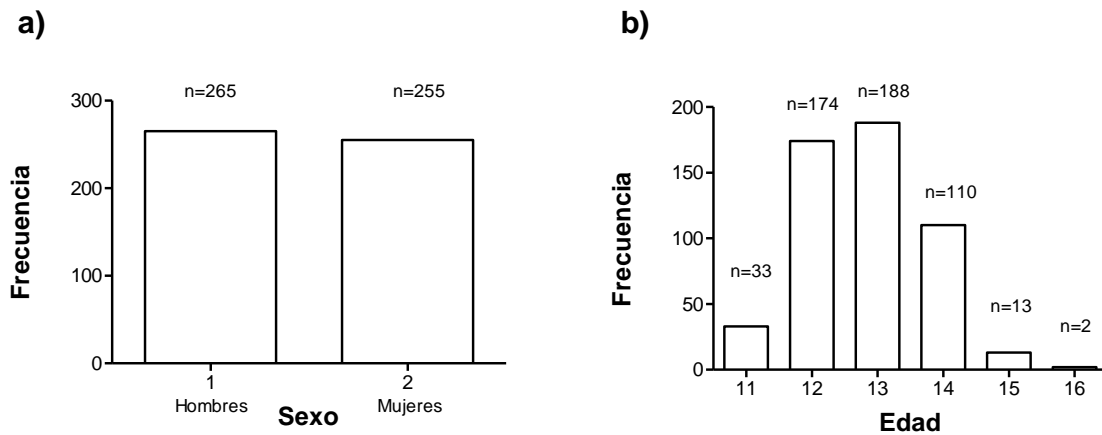 a)
n=265
n=255
300
200
100
0
Frecuencia
1
2
Hombres
Mujeres
Sexo
b)
n=33
n=174
n=188
n=110
n=13
n=2
200
150
100
50
0
Frecuencia
11
12
13
14
15
16
Edad